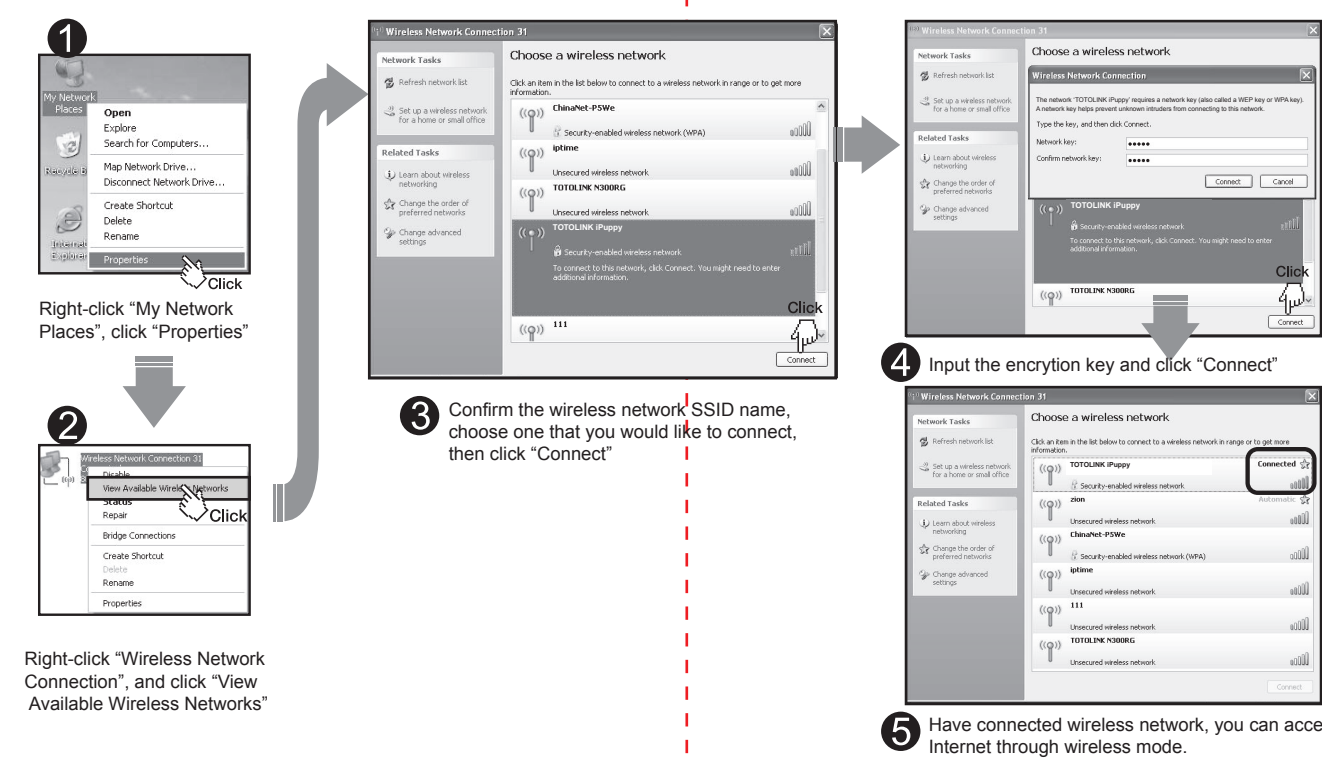 1
My Network
Places
Open
Explore
Search for Computers...
Map Network Drive...
Disconnect Network Drive...
Create Shortcut
Delete
Rename
Properties
Recycle B
Internet
Explorer
Click
Right-click “My Network
Places”, click “Properties”
2
Wireless Network Connection 31
Disable
View Available Wireless Networks
Status
Repair
Bridge Connections
Create Shortcut
Delete
Rename
Properties
Click
Right-click “Wireless Network
Connection”, and click “View
Available Wireless Networks”
Wireless Network Connection 31
Network Tasks
Refresh network list
Set up a wireless network
for a home or small office
Related Tasks
Learn about wireless
networking
Change the order of
preferred networks
Change advanced
settings
Choose a wireless network
Click an item in the list below to connect to a wireless network in range or to get more
information.
ChinaNet-P5We
Security-enabled wireless network (WPA)
iptime
Unsecured wireless network
TOTOLINK N300RG
Unsecured wireless network
TOTOLINK iPuppy
Security-enabled wireless network
To connect to this network, click Connect. You might need to enter
additional information.
111
Click
Connect
3 Confirm the wireless network SSID name,
choose one that you would like to connect,
then click “Connect”
Wireless Network Connection 31
Network Tasks
Refresh network list
Set up a wireless network
for a home or small office
Related Tasks
Learn about wireless
networking
Change the order of
preferred networks
Change advanced
settings
Choose a wireless network
Wireless Network Connection
The network 'TOTOLINK iPuppy' requires a network key (also called a WEP key or WPA key).
A network key helps prevent unknown intruders from connecting to this network.
Type the key, and then click Connect.
Network key:
Confirm network key:
Connect Cancel
TOTOLINK iPuppy
Security-enabled wireless network
To connect to this network, click Connect. You might need to enter
additional information.
TOTOLINK N300RG
Click
Connect
4 Input the encrytion key and click “Connect”
Wireless Network Connection 31
Network Tasks
Refresh network list
Set up a wireless network
for a home or small office
Related Tasks
Learn about wireless
networking
Change the order of
preferred networks
Change advanced
settings
Choose a wireless network
Click an item in the list below to connect to a wireless network in range or to get more
information.
TOTOLINK iPuppy Connected
Security-enabled wireless network
zion Automatic
Unsecured wireless network
ChinaNet-P5We
Security-enabled wireless network (WPA)
iptime
Unsecured wireless network
111
Unsecured wireless network
TOTOLINK N300RG
Unsecured wireless network
Connect
5 Have connected wireless network, you can acce
Internet through wireless mode.